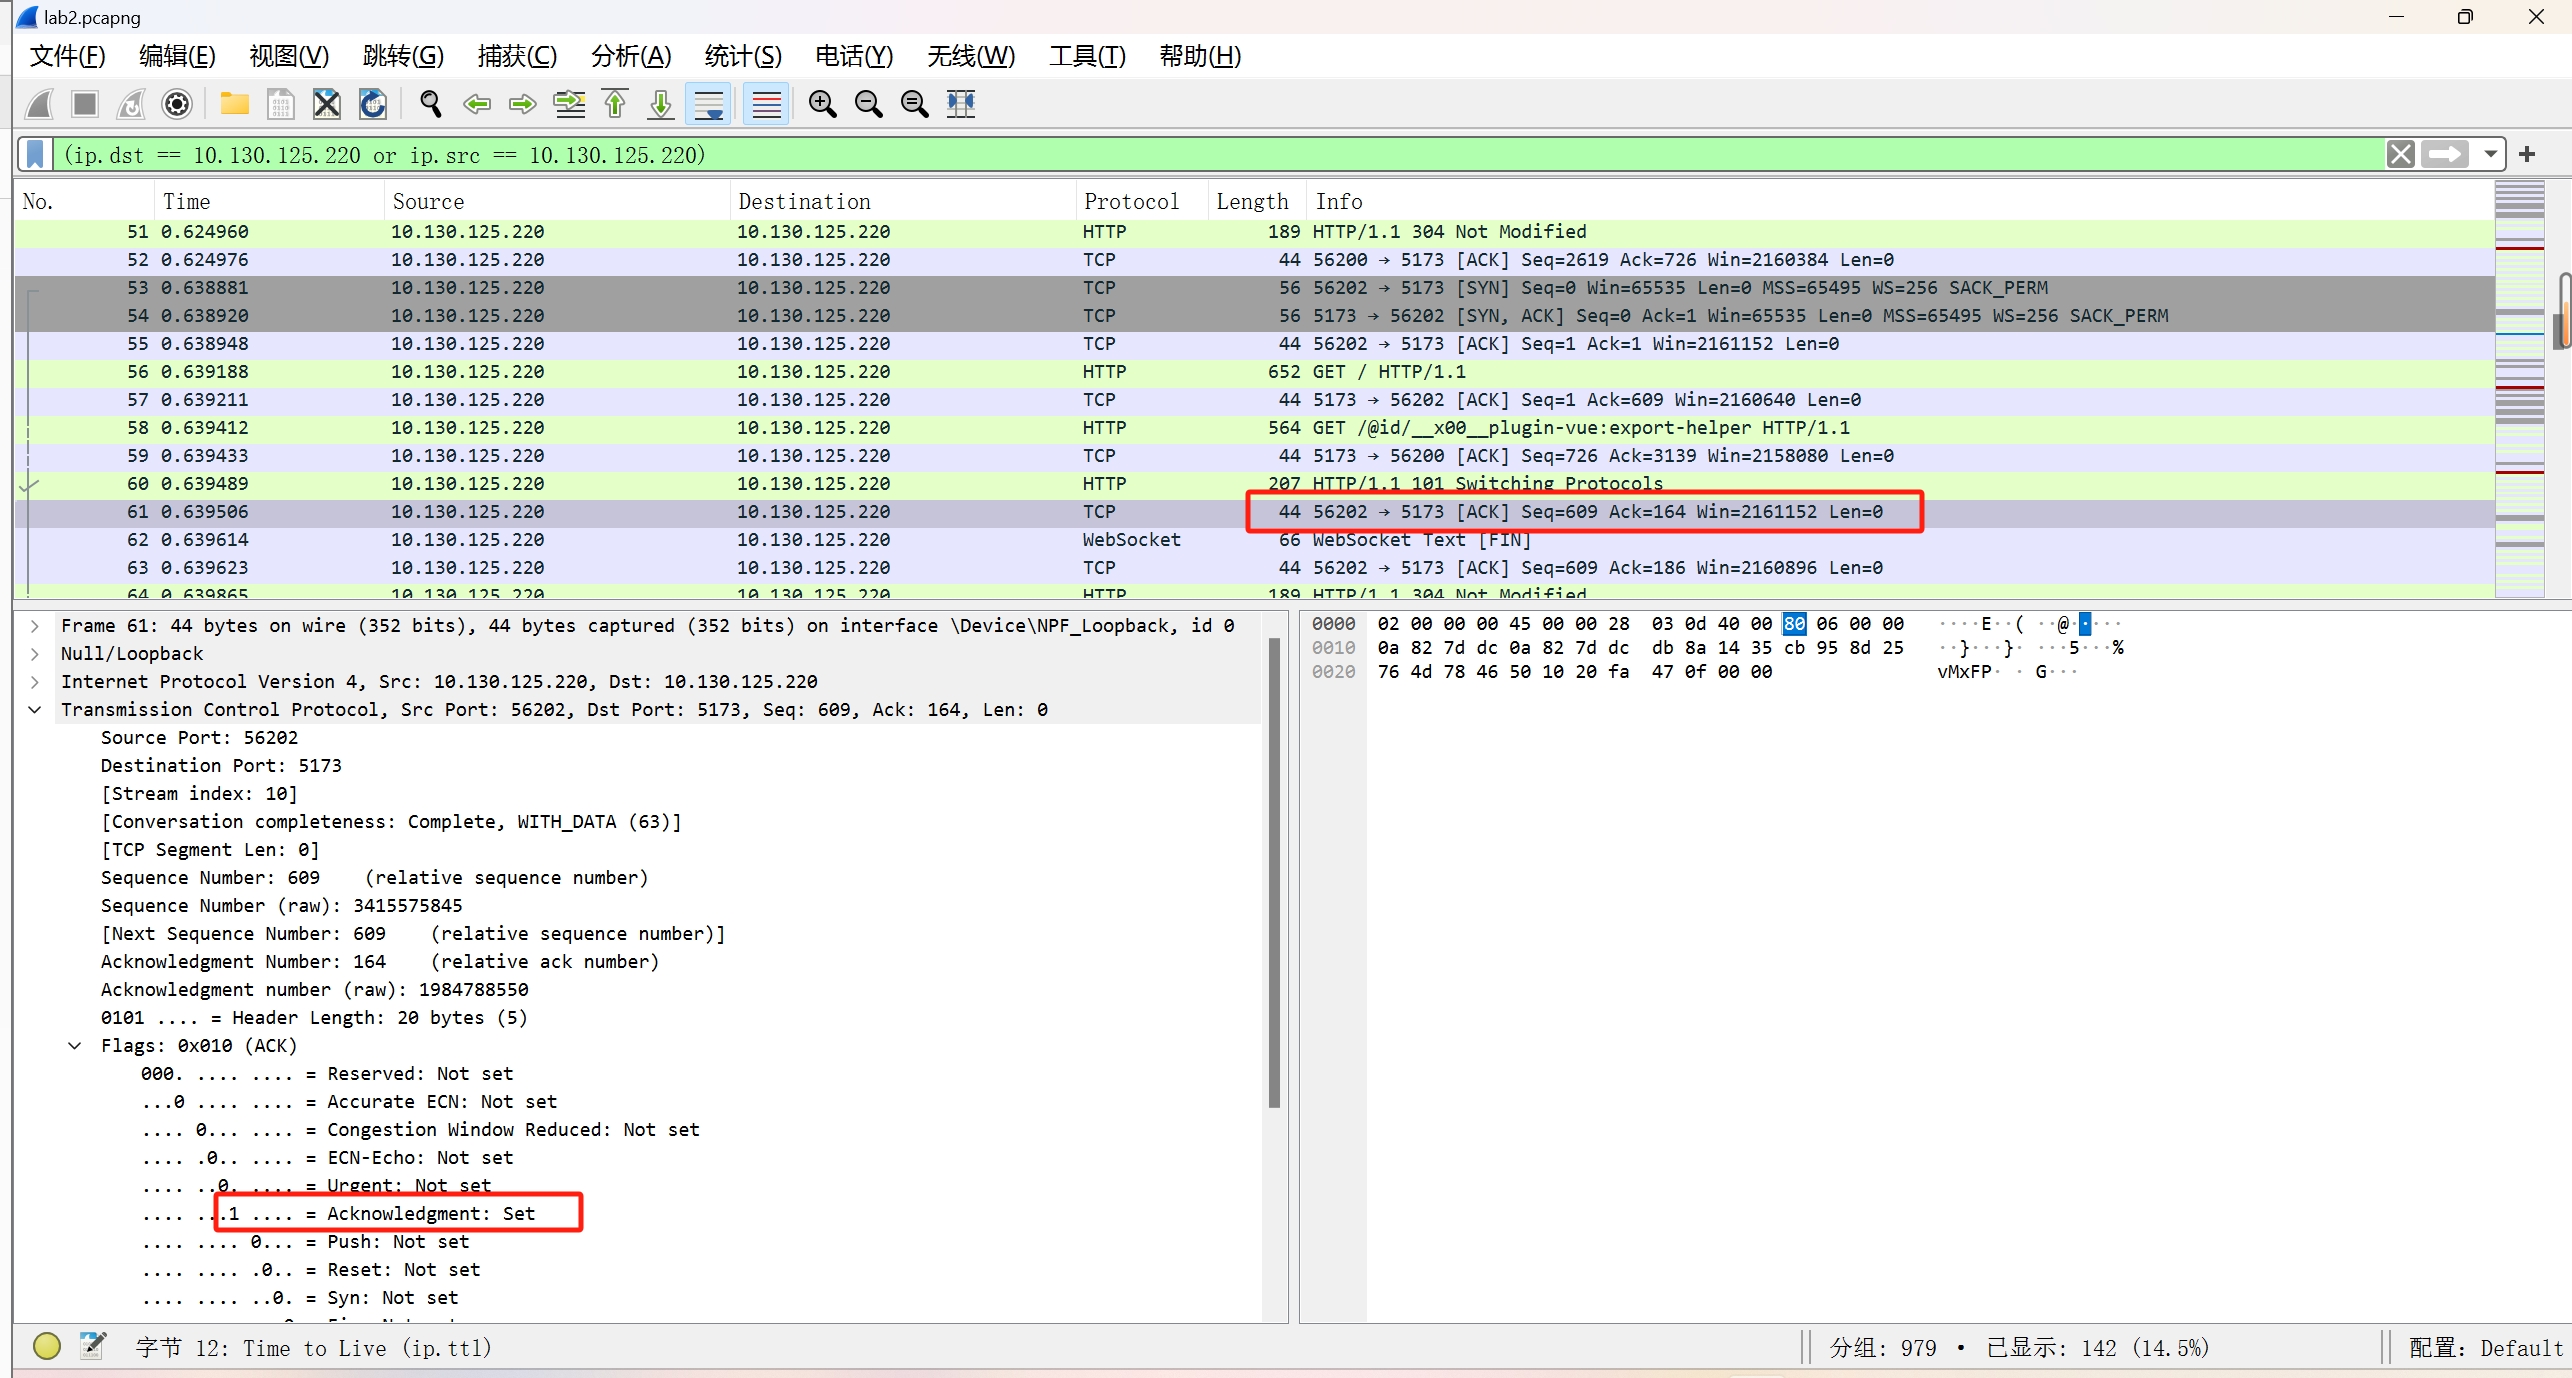 lab2.pcapng
文件(F) 编辑(E) 视图(V) 跳转(G) 捕获(C) 分析(A) 统计(S) 电话(Y) 无线(W) 工具(T) 帮助(H)
(ip.dst == 10.130.125.220 or ip.src == 10.130.125.220)
No. Time Source Destination Protocol Length Info
51 0.624960 10.130.125.220 10.130.125.220 HTTP 189 HTTP/1.1 304 Not Modified
52 0.624976 10.130.125.220 10.130.125.220 TCP 44 56200 → 5173 [ACK] Seq=2619 Ack=726 Win=2160384 Len=0
53 0.638881 10.130.125.220 10.130.125.220 TCP 56 56202 → 5173 [SYN] Seq=0 Win=65535 Len=0 MSS=65495 WS=256 SACK_PERM
54 0.638920 10.130.125.220 10.130.125.220 TCP 56 5173 → 56202 [SYN, ACK] Seq=0 Ack=1 Win=65535 Len=0 MSS=65495 WS=256 SACK_PERM
55 0.638948 10.130.125.220 10.130.125.220 TCP 44 56202 → 5173 [ACK] Seq=1 Ack=1 Win=2161152 Len=0
56 0.639188 10.130.125.220 10.130.125.220 HTTP 652 GET / HTTP/1.1
57 0.639211 10.130.125.220 10.130.125.220 TCP 44 5173 → 56202 [ACK] Seq=1 Ack=609 Win=2160640 Len=0
58 0.639412 10.130.125.220 10.130.125.220 HTTP 564 GET /@id/__x00__plugin-vue:export-helper HTTP/1.1
59 0.639433 10.130.125.220 10.130.125.220 TCP 44 5173 → 56200 [ACK] Seq=726 Ack=3139 Win=2158080 Len=0
60 0.639489 10.130.125.220 10.130.125.220 HTTP 207 HTTP/1.1 101 Switching Protocols
61 0.639506 10.130.125.220 10.130.125.220 TCP 44 56202 → 5173 [ACK] Seq=609 Ack=164 Win=2161152 Len=0
62 0.639614 10.130.125.220 10.130.125.220 WebSocket 66 WebSocket Text [FIN]
63 0.639623 10.130.125.220 10.130.125.220 TCP 44 56202 → 5173 [ACK] Seq=609 Ack=186 Win=2160896 Len=0
64 0.639865 10.130.125.220 10.130.125.220 HTTP 189 HTTP/1.1 304 Not Modified
Frame 61: 44 bytes on wire (352 bits), 44 bytes captured (352 bits) on interface \Device\NPF_Loopback, id 0
Null/Loopback
Internet Protocol Version 4, Src: 10.130.125.220, Dst: 10.130.125.220
Transmission Control Protocol, Src Port: 56202, Dst Port: 5173, Seq: 609, Ack: 164, Len: 0
Source Port: 56202
Destination Port: 5173
[Stream index: 10]
[Conversation completeness: Complete, WITH_DATA (63)]
[TCP Segment Len: 0]
Sequence Number: 609 (relative sequence number)
Sequence Number (raw): 3415575845
[Next Sequence Number: 609 (relative sequence number)]
Acknowledgment Number: 164 (relative ack number)
Acknowledgment number (raw): 1984788550
0101 .... = Header Length: 20 bytes (5)
Flags: 0x010 (ACK)
000. .... .... = Reserved: Not set
...0 .... .... = Accurate ECN: Not set
.... 0... .... = Congestion Window Reduced: Not set
.... .0.. .... = ECN-Echo: Not set
.... ..0. .... = Urgent: Not set
.... ...1 .... = Acknowledgment: Set
.... .... 0... = Push: Not set
.... .... .0.. = Reset: Not set
.... .... ..0. = Syn: Not set
0000 02 00 00 00 45 00 00 28 03 0d 40 00 80 06 00 00 ····E··( ··@·····
0010 0a 82 7d dc 0a 82 7d dc db 8a 14 35 cb 95 8d 25 ··}···}· ···5···%
0020 76 4d 78 46 50 10 20 fa 47 0f 00 00 vMxFP· · G···
字节 12: Time to Live (ip.ttl)
分组: 979 · 已显示: 142 (14.5%)
配置: Default